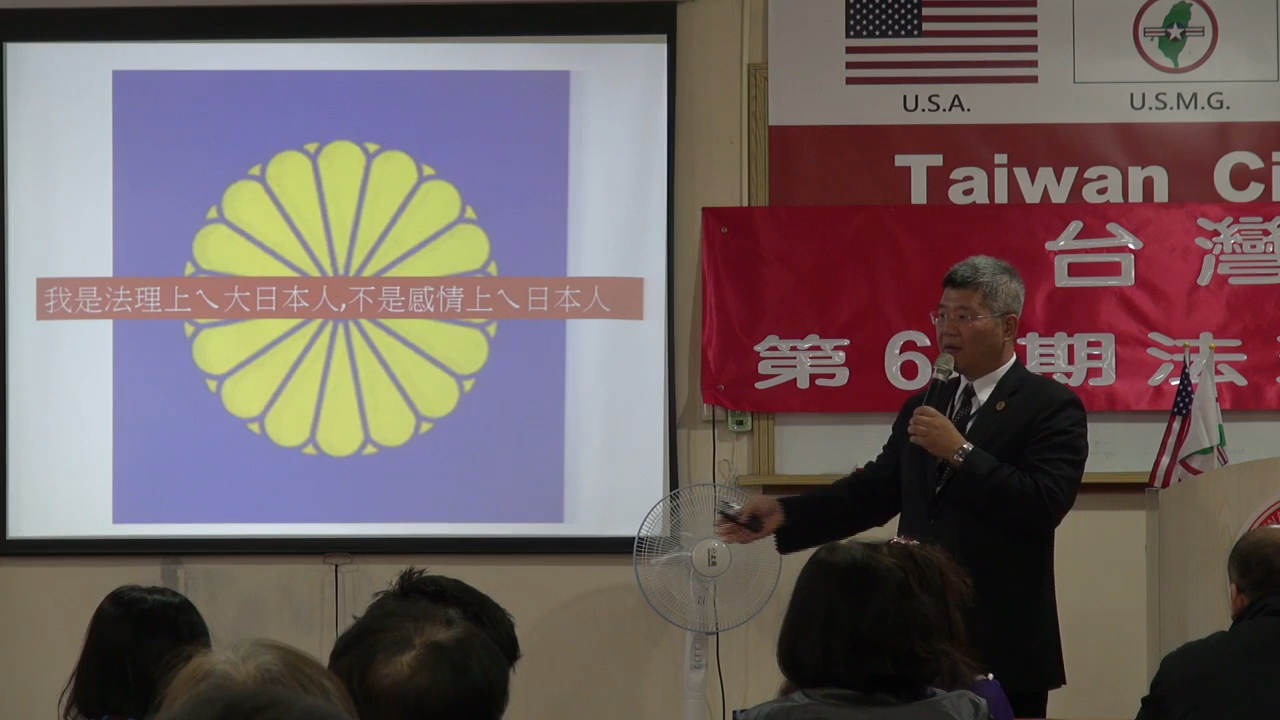 我是法理上ㄟ大日本人,不是感情上ㄟ日本人
U.S.A.
U.S.M.G.
Taiwan Ci
台灣
第6 期法